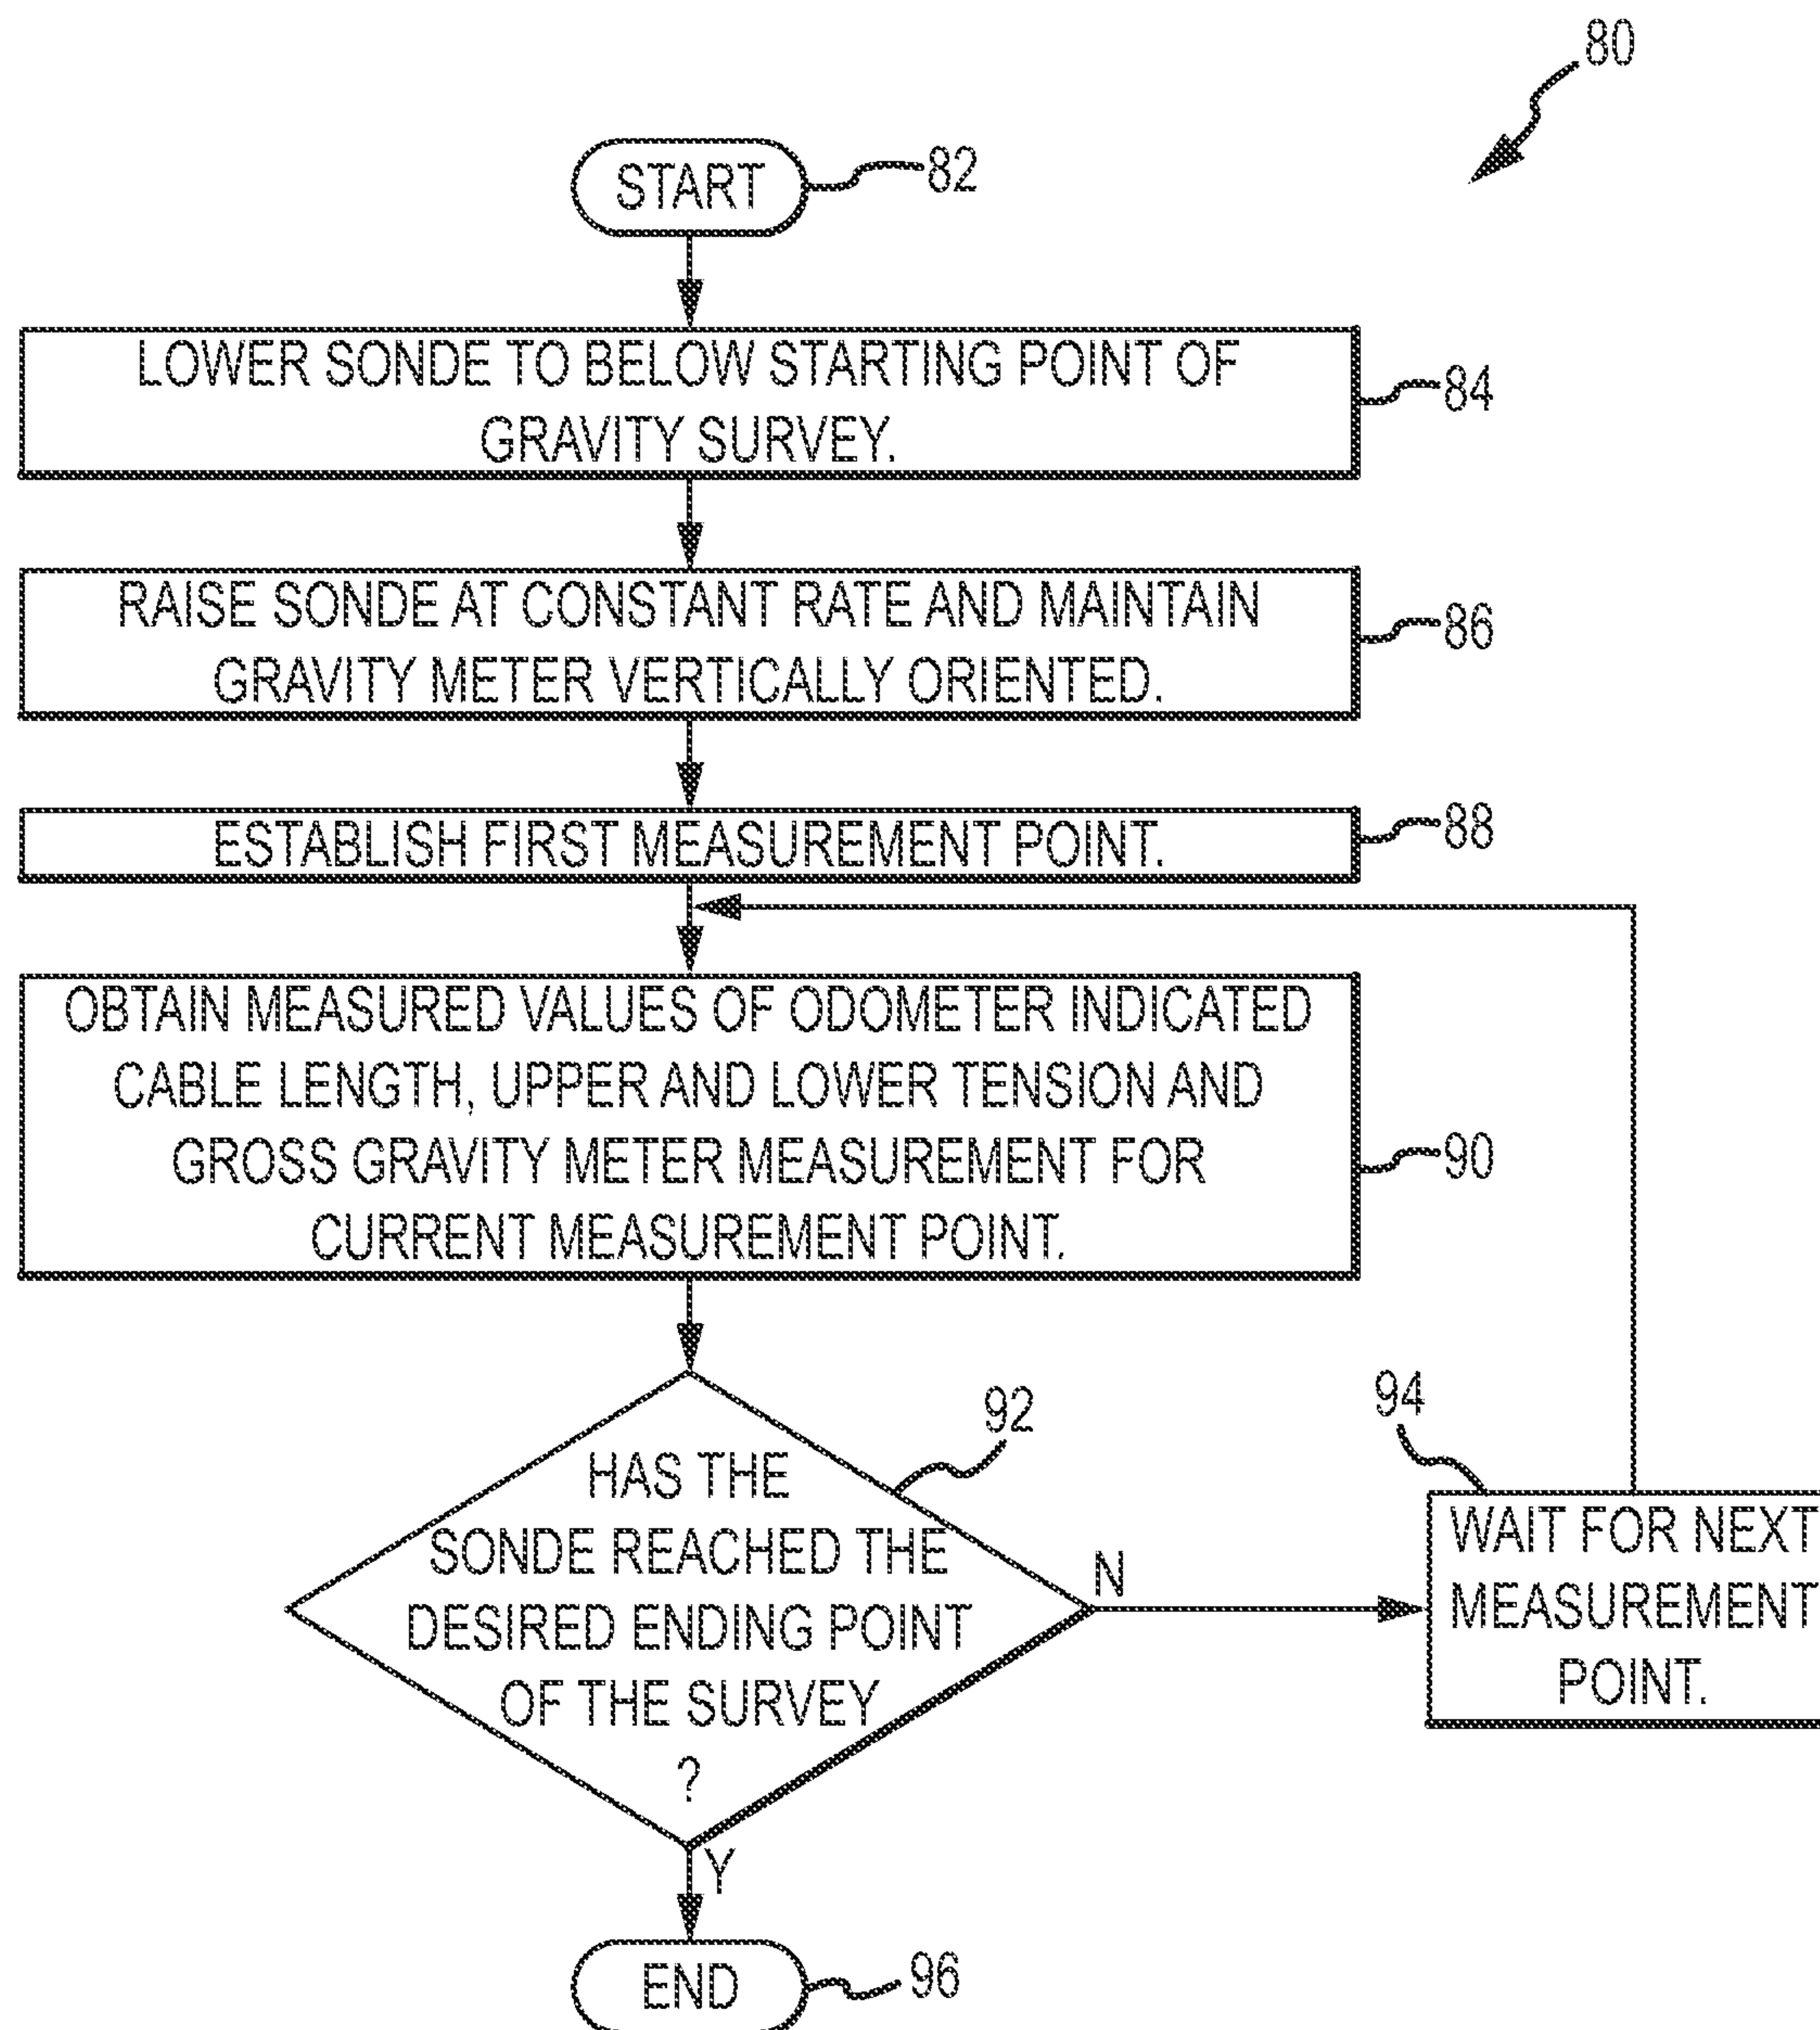 80
START
82
LOWER SONDE TO BELOW STARTING POINT OF
GRAVITY SURVEY.
84
RAISE SONDE AT CONSTANT RATE AND MAINTAIN
GRAVITY METER VERTICALLY ORIENTED.
86
ESTABLISH FIRST MEASUREMENT POINT.
88
OBTAIN MEASURED VALUES OF ODOMETER INDICATED
CABLE LENGTH, UPPER AND LOWER TENSION AND
GROSS GRAVITY METER MEASUREMENT FOR
CURRENT MEASUREMENT POINT.
90
HAS THE
SONDE REACHED THE
DESIRED ENDING POINT
OF THE SURVEY
?
92
N
94
WAIT FOR NEXT
MEASUREMENT
POINT.
Y
END
96